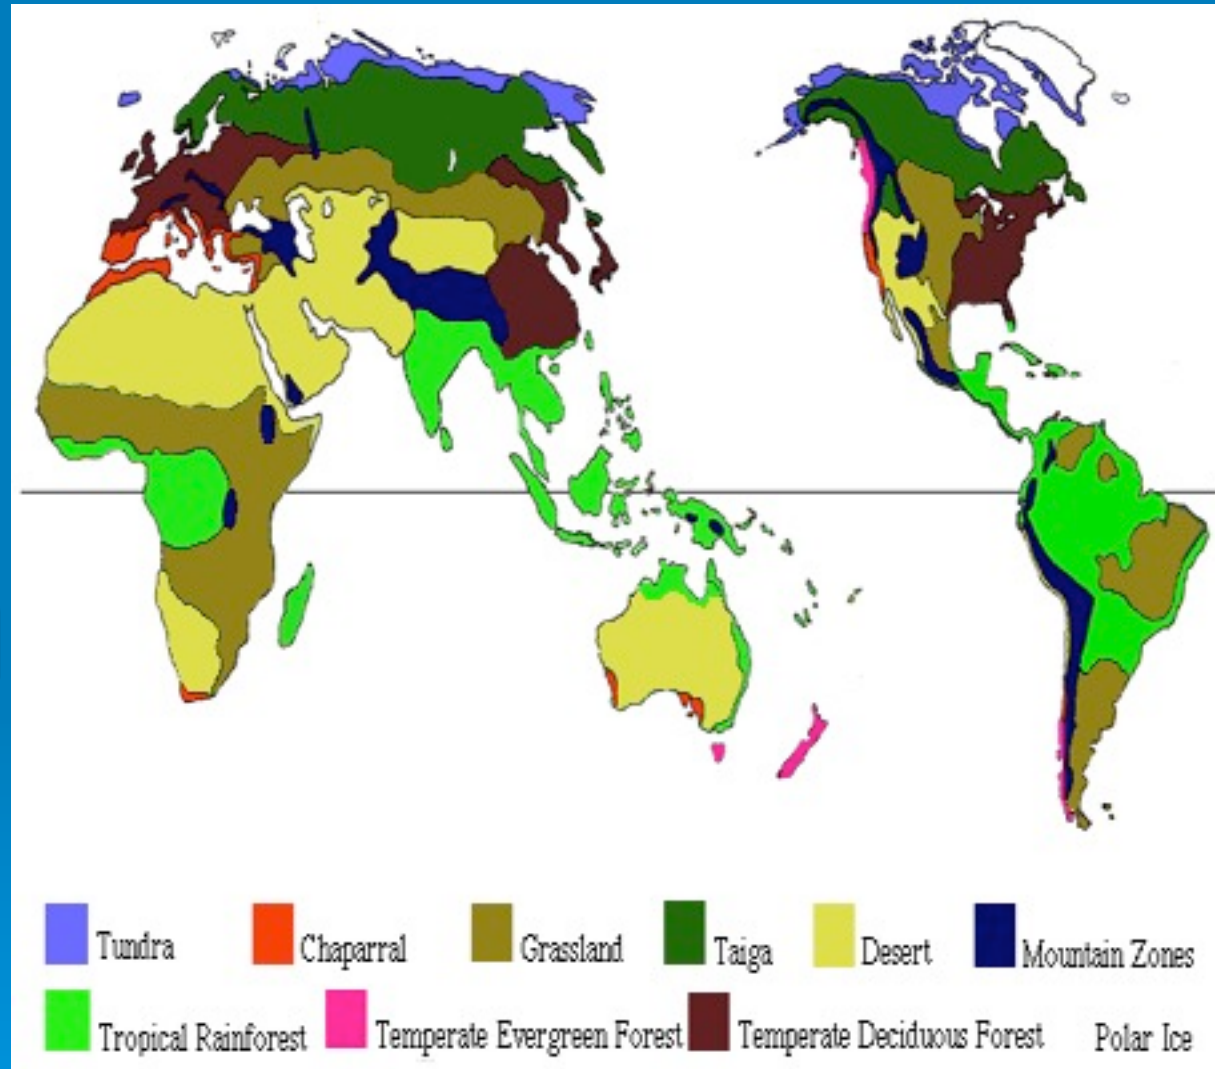 Tundra Chaparral Grassland Taiga Desert Mountain Zones
Tropical Rainforest Temperate Evergreen Forest Temperate Deciduous Forest Polar Ice